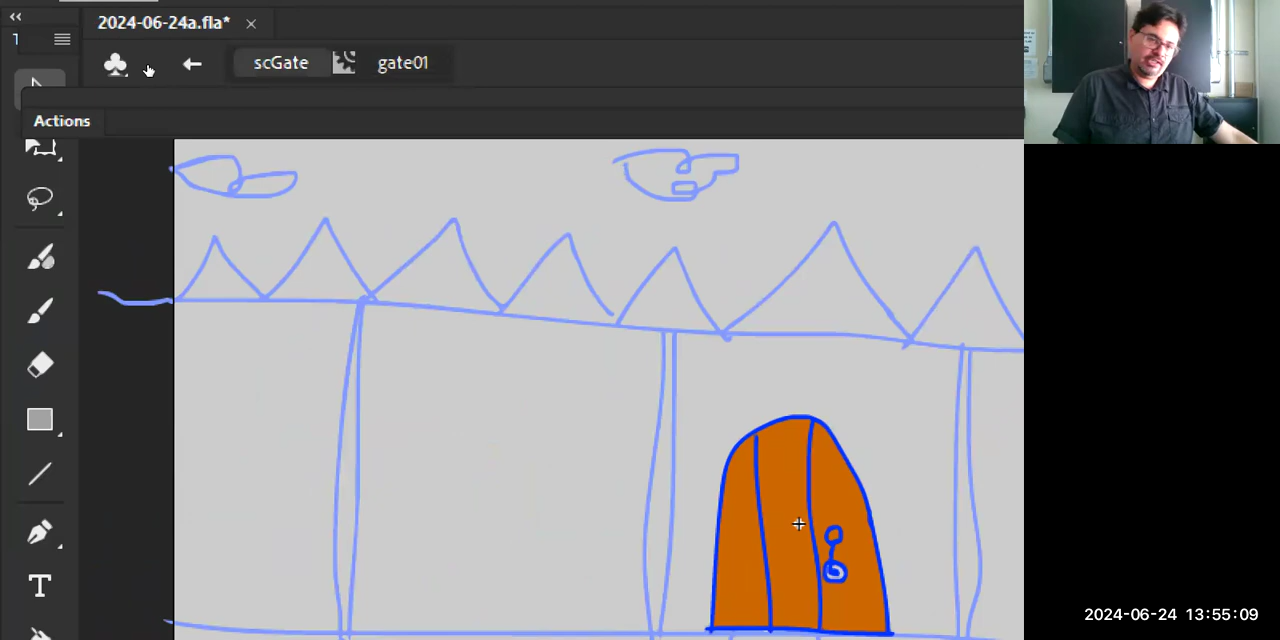 2024-06-24a.fla*
scGate gate01
Actions
T
2024-06-24 13:55:09